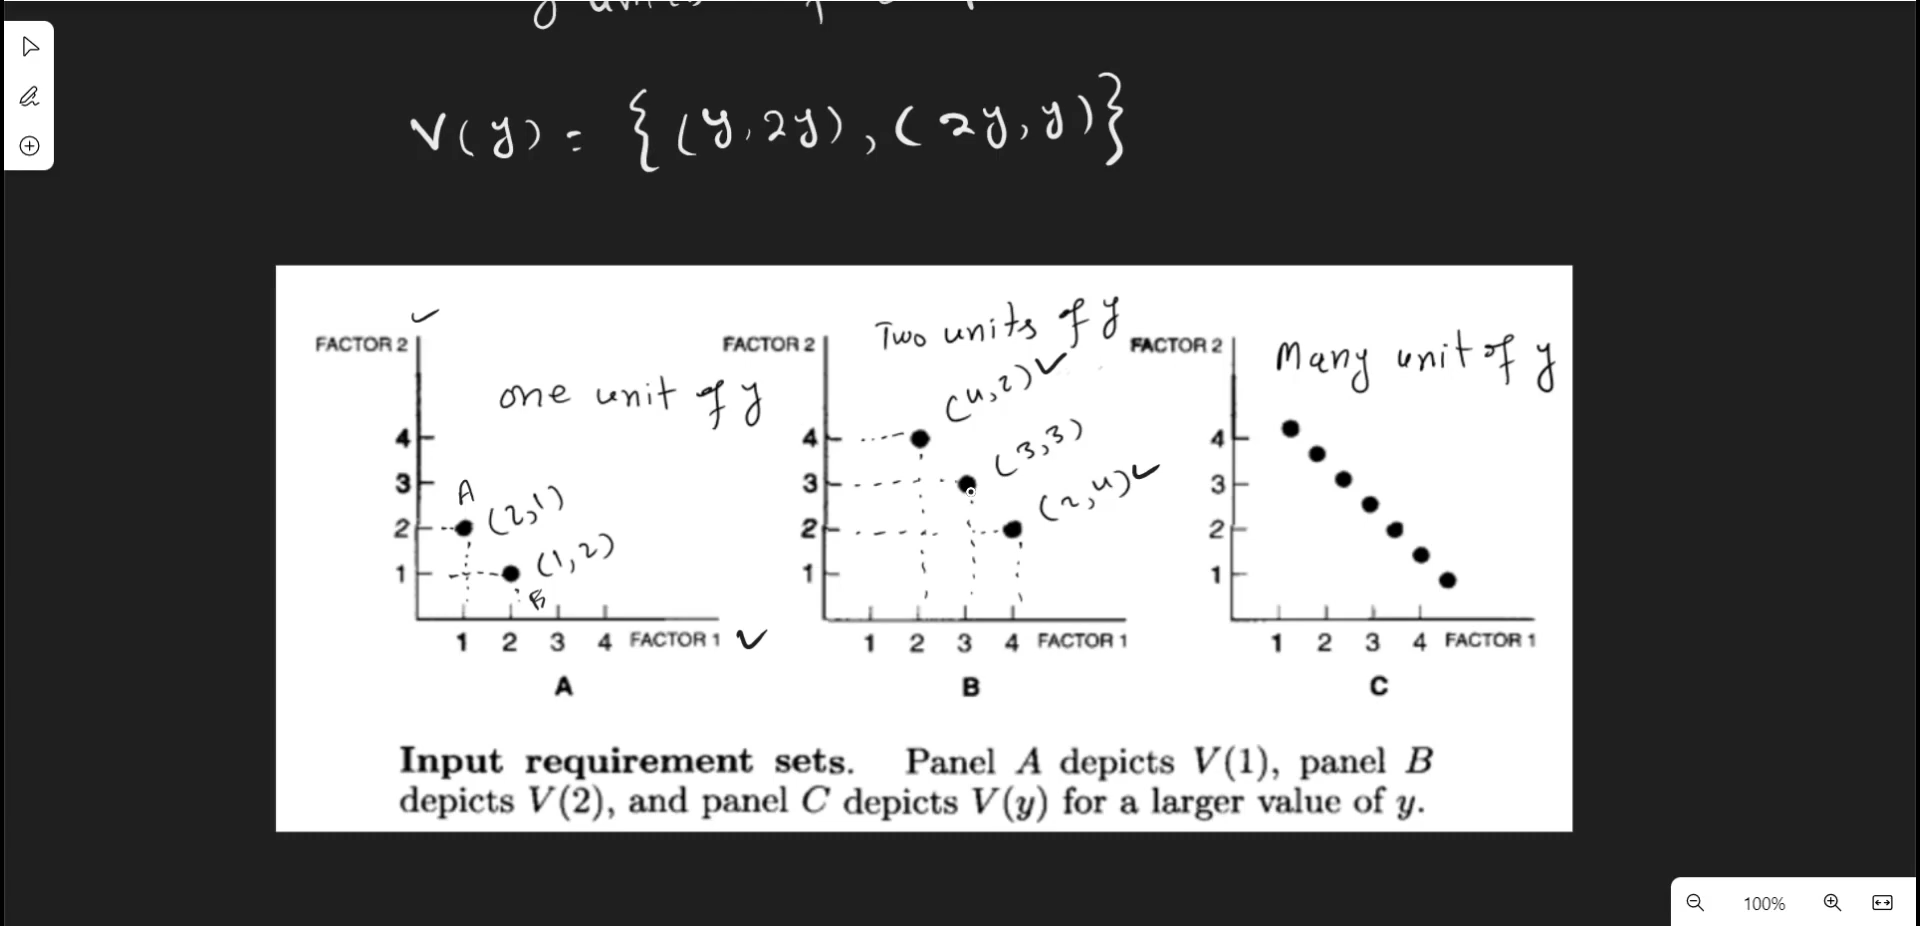 V(y) = {(y, 2y), (2y, y)}
Two units of y
FACTOR 2
FACTOR 2
FACTOR 2
Many unit of y
one unit of y
(4,2)
(3,3)
(2,4)
4
3
2
1
A
(2,1)
(1,2)
B
4
3
2
1
4
3
2
1
1 2 3 4 FACTOR 1
1 2 3 4 FACTOR 1
1 2 3 4 FACTOR 1
A
B
C
Input requirement sets. Panel A depicts V(1), panel B
depicts V(2), and panel C depicts V(y) for a larger value of y.
100%